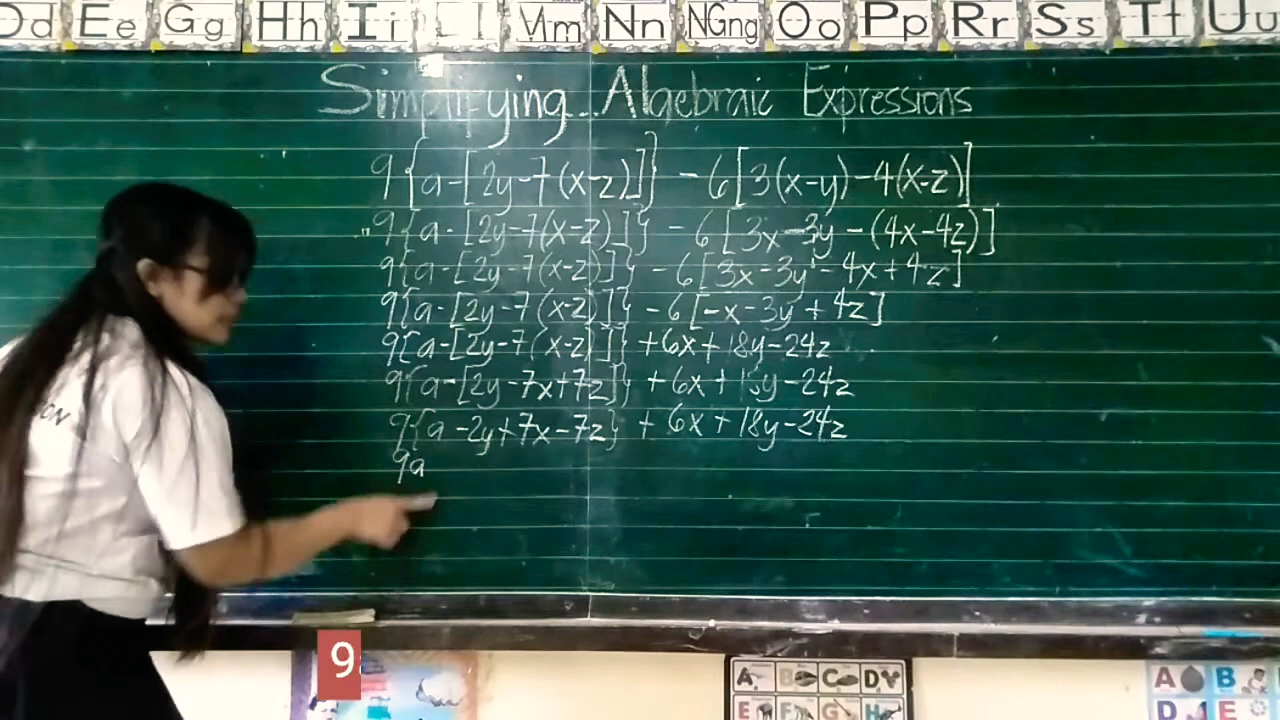 Dd Ee Gg Hh Ii Ll Mm Nn NGng Oo Pp Rr Ss Tt Uu
Simplifying Algebraic Expressions
9{a-[2y-7(x-z)]} -6[3(x-y)-4(x-z)]
9{a-[2y-7(x-z)]} -6[3x-3y-(4x-4z)]
9{a-[2y-7(x-z)]} -6[3x-3y-4x+4z]
9{a-[2y-7(x-z)]} -6[-x-3y+4z]
9{a-[2y-7(x-z)]} +6x+18y-24z
9{a-[2y-7x+7z]} +6x+18y-24z
9{a-2y+7x-7z} +6x+18y-24z
9a
ON
9
A B C D
E F G H
A B
D E